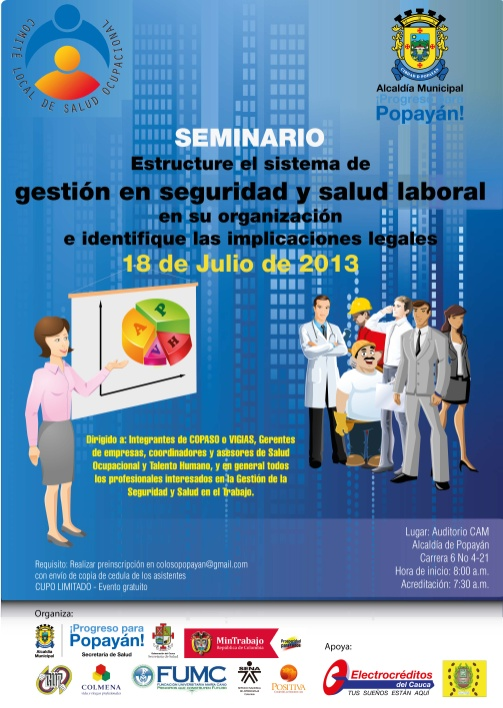 COMITÉ LOCAL DE SALUD OCUPACIONAL
Alcaldía Municipal
¡Progreso para
Popayán!
SEMINARIO
Estructure el sistema de
gestión en seguridad y salud laboral
en su organización
e identifique las implicaciones legales
18 de Julio de 2013
P
A
V
H
Dirigido a: Integrantes de COPASO o VIGIAS, Gerentes
de empresas, coordinadores y asesores de Salud
Ocupacional y Talento Humano, y en general todos
los profesionales interesados en la Gestión de la
Seguridad y Salud en el Trabajo.
Lugar: Auditorio CAM
Alcaldía de Popayán
Carrera 6 No 4-21
Hora de inicio: 8:00 a.m.
Acreditación: 7:30 a.m.
Requisito: Realizar preinscripción en colosopopayan@gmail.com
con envío de copia de cedula de los asistentes
CUPO LIMITADO - Evento gratuito
Organiza:
Alcaldía
Municipal
¡Progreso para
Popayán!
Secretaría de Salud
MinTrabajo
República de Colombia
Prosperidad
para todos
COLMENA
FUMC
FUNDACIÓN UNIVERSITARIA MARÍA CANO
SENA
POSITIVA
Apoya:
Electrocréditos
del Cauca
TUS SUEÑOS ESTÁN AQUÍ